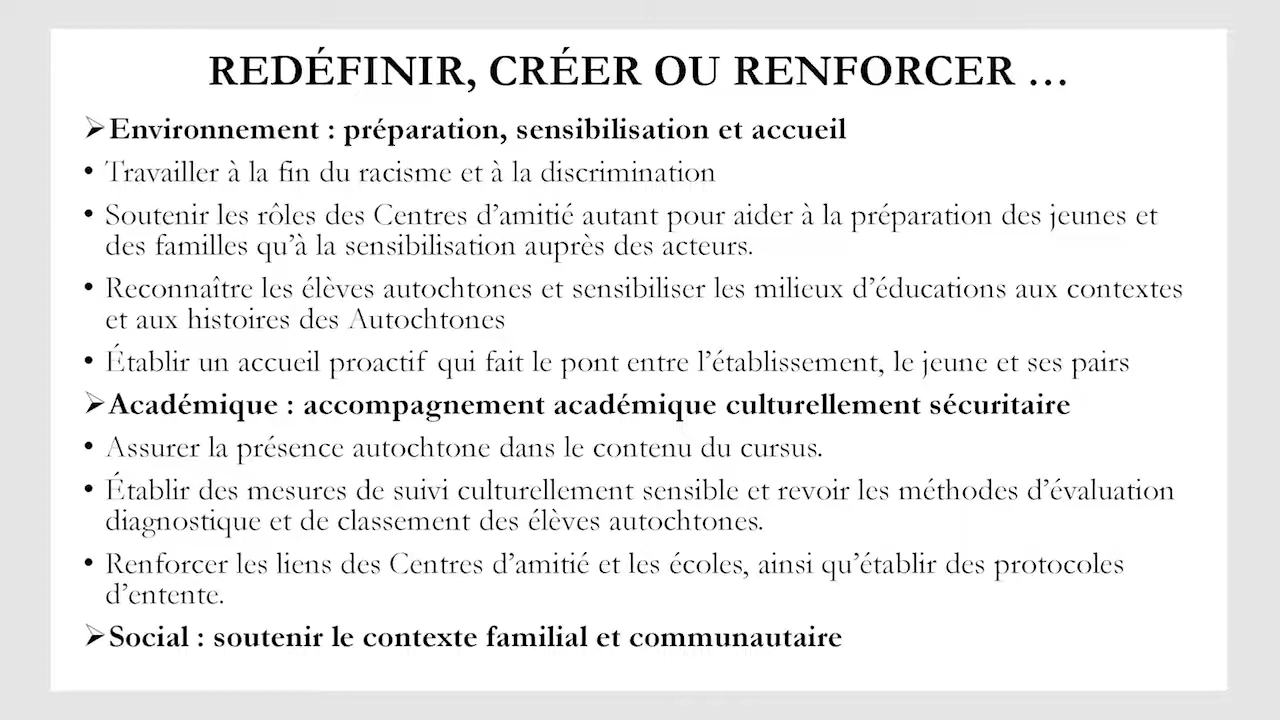 REDÉFINIR, CRÉER OU RENFORCER …
➢Environnement : préparation, sensibilisation et accueil
• Travailler à la fin du racisme et à la discrimination
• Soutenir les rôles des Centres d’amitié autant pour aider à la préparation des jeunes et
des familles qu’à la sensibilisation auprès des acteurs.
• Reconnaître les élèves autochtones et sensibiliser les milieux d’éducations aux contextes
et aux histoires des Autochtones
• Établir un accueil proactif qui fait le pont entre l’établissement, le jeune et ses pairs
➢Académique : accompagnement académique culturellement sécuritaire
• Assurer la présence autochtone dans le contenu du cursus.
• Établir des mesures de suivi culturellement sensible et revoir les méthodes d’évaluation
diagnostique et de classement des élèves autochtones.
• Renforcer les liens des Centres d’amitié et les écoles, ainsi qu’établir des protocoles
d’entente.
➢Social : soutenir le contexte familial et communautaire